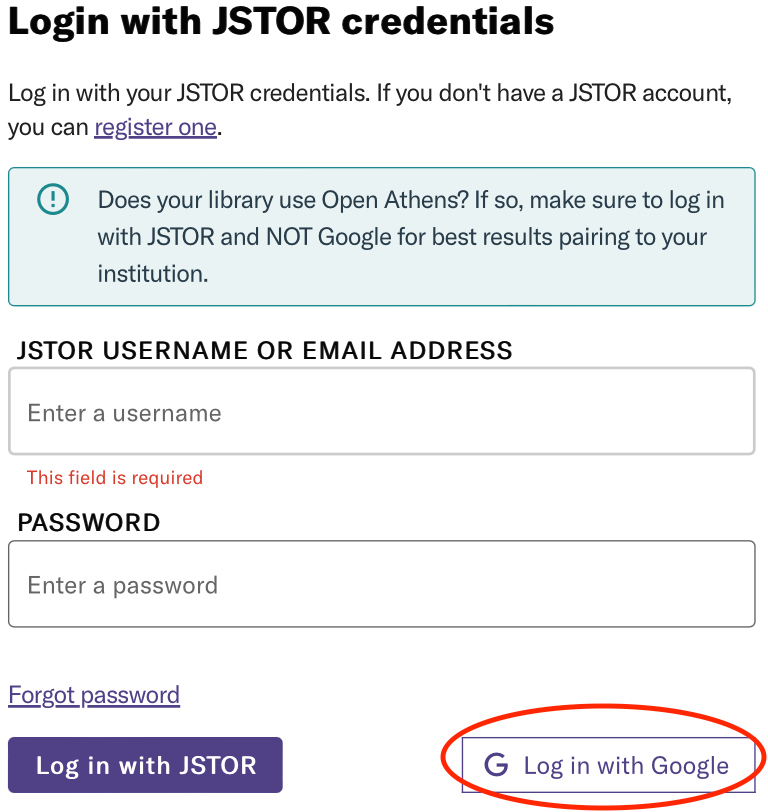 Login with JSTOR credentials
Log in with your JSTOR credentials. If you don't have a JSTOR account,
you can register one.
Does your library use Open Athens? If so, make sure to log in
with JSTOR and NOT Google for best results pairing to your
institution.
JSTOR USERNAME OR EMAIL ADDRESS
Enter a username
This field is required
PASSWORD
Enter a password
Forgot password
Log in with JSTOR
G Log in with Google